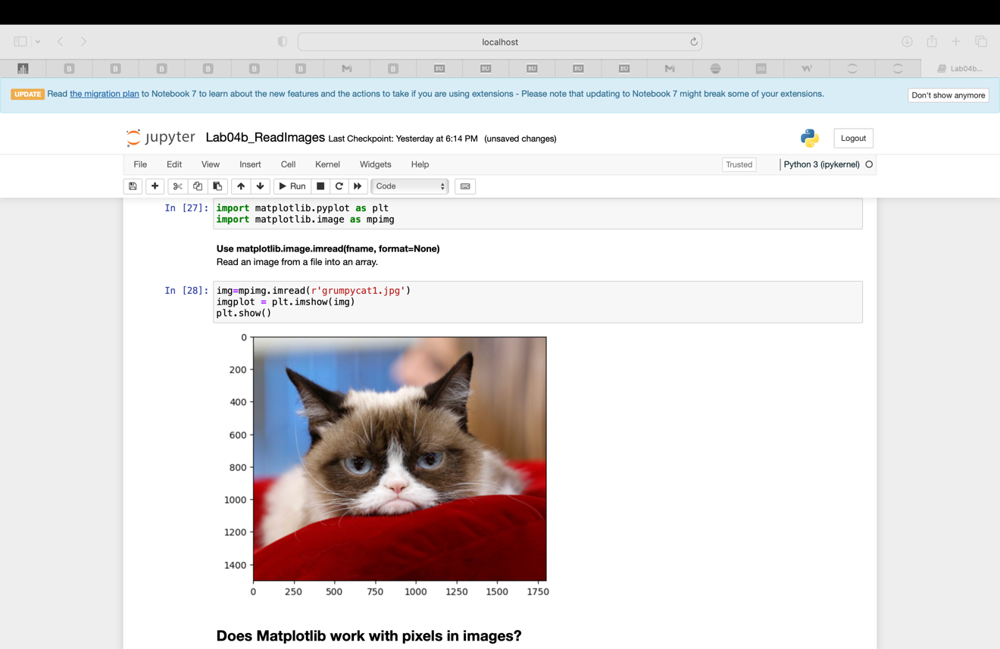 localhost
B
B
B
B
B
B
M
B
BU
BU
BU
BU
BU
M
Lab04b...
UPDATE Read the migration plan to Notebook 7 to learn about the new features and the actions to take if you are using extensions - Please note that updating to Notebook 7 might break some of your extensions.
Don't show anymore
jupyter Lab04b_ReadImages Last Checkpoint: Yesterday at 6:14 PM (unsaved changes)
Logout
File Edit View Insert Cell Kernel Widgets Help
Trusted Python 3 (ipykernel)
Run Code
In [27]: import matplotlib.pyplot as plt
import matplotlib.image as mpimg
Use matplotlib.image.imread(fname, format=None)
Read an image from a file into an array.
In [28]: img=mpimg.imread(r'grumpycat1.jpg')
imgplot = plt.imshow(img)
plt.show()
0
200
400
600
800
1000
1200
1400
0 250 500 750 1000 1250 1500 1750
Does Matplotlib work with pixels in images?